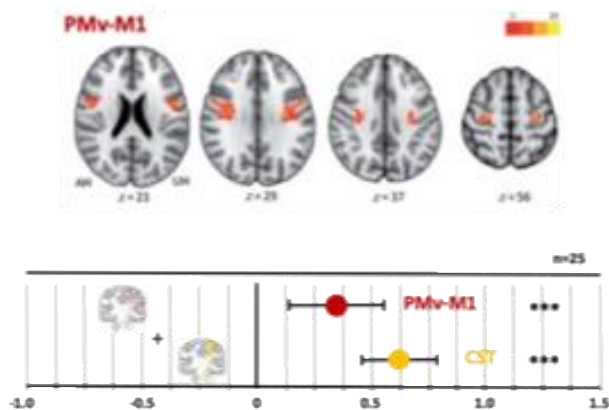 PMv-M1
AH
z=21
z=29
z=37
z=56
n=25
PMv-M1 •••
+
CST •••
-1.0 -0.5 0 0.5 1.0 1.5